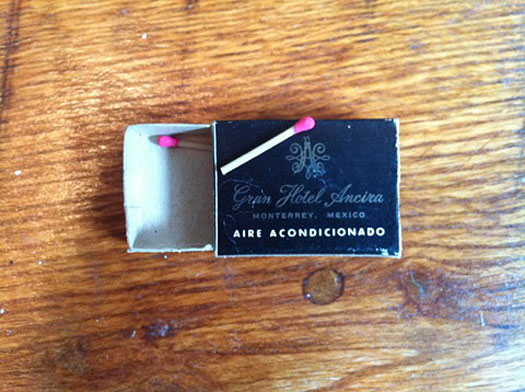 Gran Hotel Ancira
MONTERREY, MEXICO
AIRE ACONDICIONADO